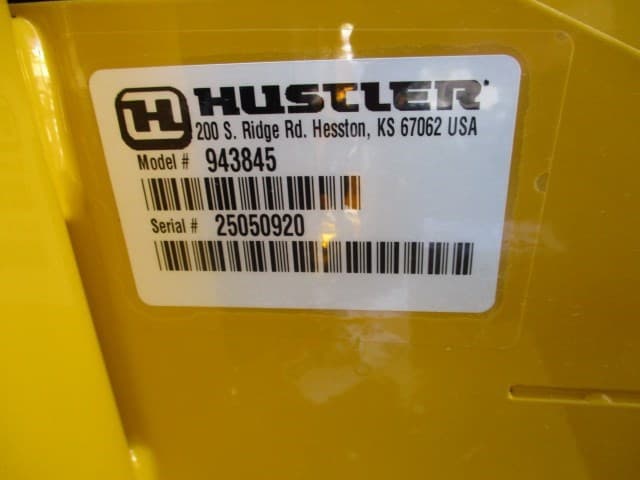 H HUSTLER
200 S. Ridge Rd. Hesston, KS 67062 USA
Model # 943845
Serial # 25050920